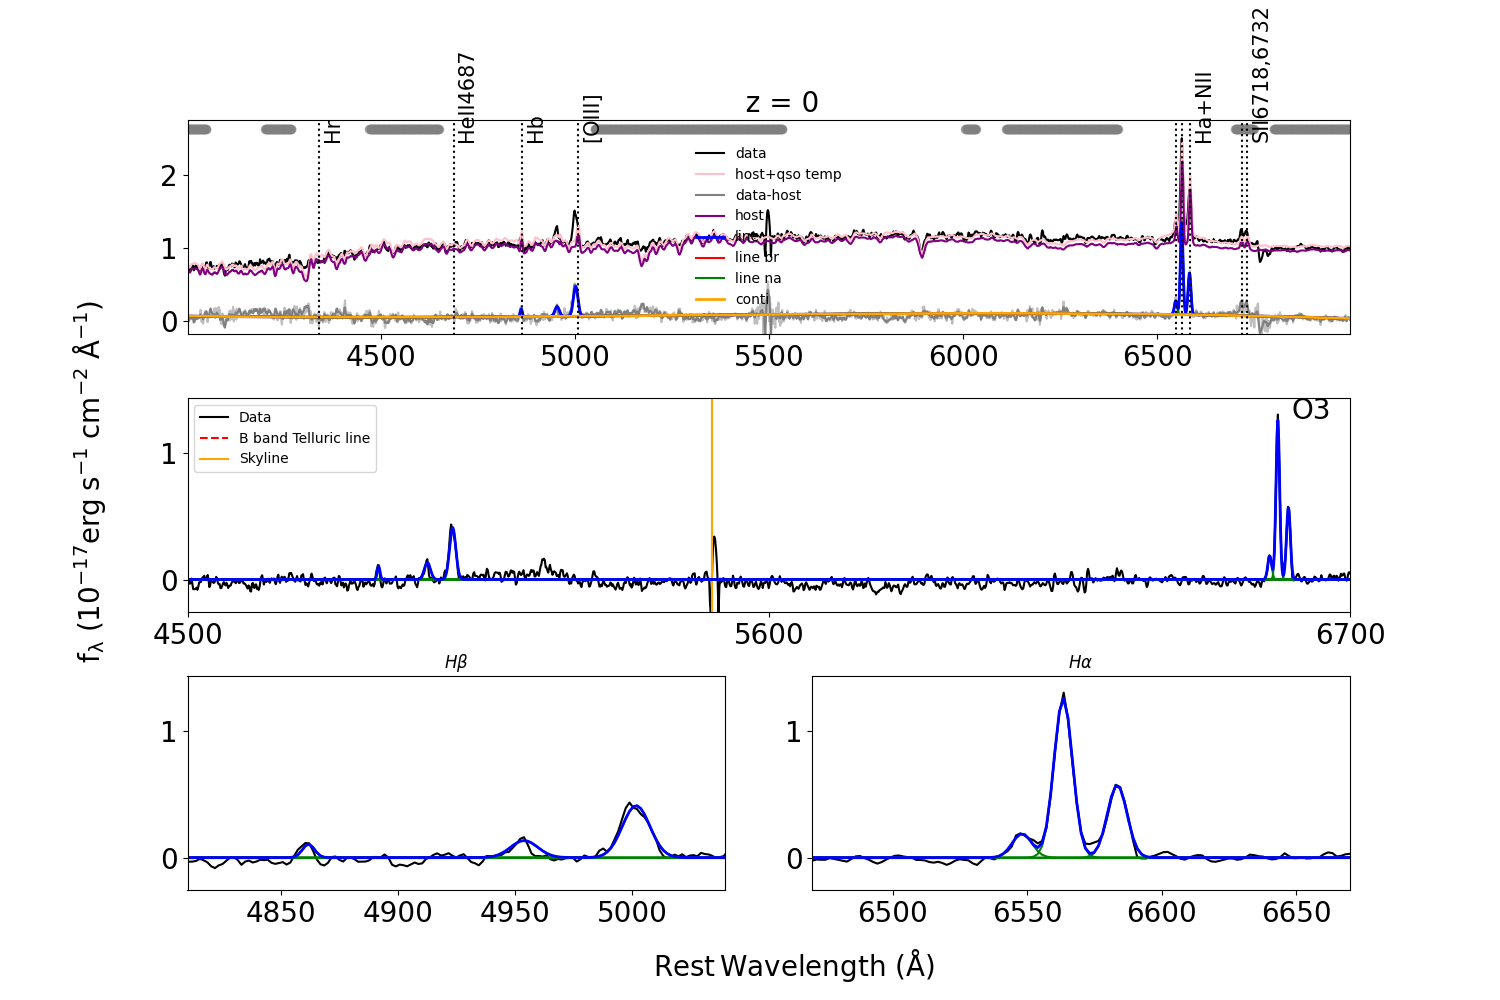 z = 0
Hr
HeII4687
Hb
[OIII]
Ha+NII
SII6718,6732
data
host+qso temp
data-host
host
line
line br
line na
conti
2
1
0
4500 5000 5500 6000 6500
Data
B band Telluric line
Skyline
O3
1
0
4500 5600 6700
fλ (10⁻¹⁷erg s⁻¹ cm⁻² Å⁻¹)
Hβ
1
0
4850 4900 4950 5000
Hα
1
0
6500 6550 6600 6650
Rest Wavelength (Å)